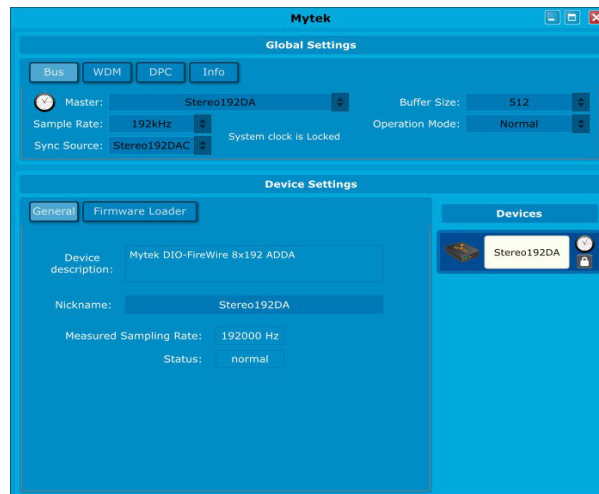 Mytek
Global Settings
Bus WDM DPC Info
Master: Stereo192DA Buffer Size: 512
Sample Rate: 192kHz Operation Mode: Normal
System clock is Locked
Sync Source: Stereo192DAC
Device Settings
General Firmware Loader Devices
Stereo192DA
Device description: Mytek DIO-FireWire 8x192 ADDA
Nickname: Stereo192DA
Measured Sampling Rate: 192000 Hz
Status: normal